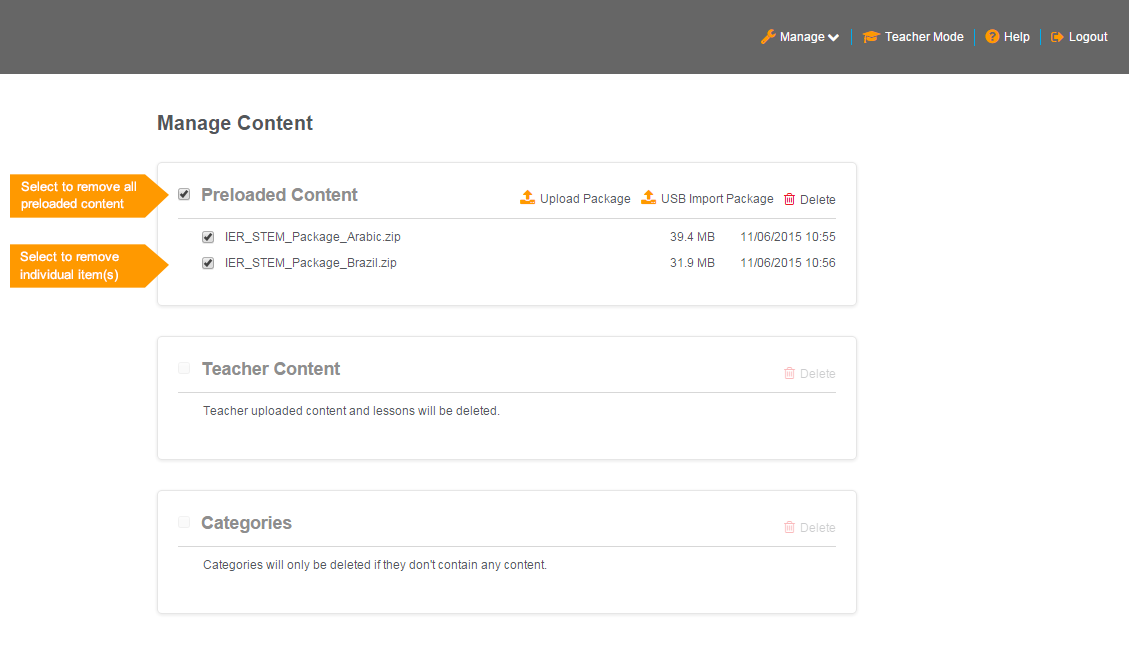 Manage Teacher Mode Help Logout
Manage Content
Select to remove all
preloaded content
Preloaded Content Upload Package USB Import Package Delete
IER_STEM_Package_Arabic.zip 39.4 MB 11/06/2015 10:55
Select to remove
individual item(s)
IER_STEM_Package_Brazil.zip 31.9 MB 11/06/2015 10:56
Teacher Content Delete
Teacher uploaded content and lessons will be deleted.
Categories Delete
Categories will only be deleted if they don't contain any content.